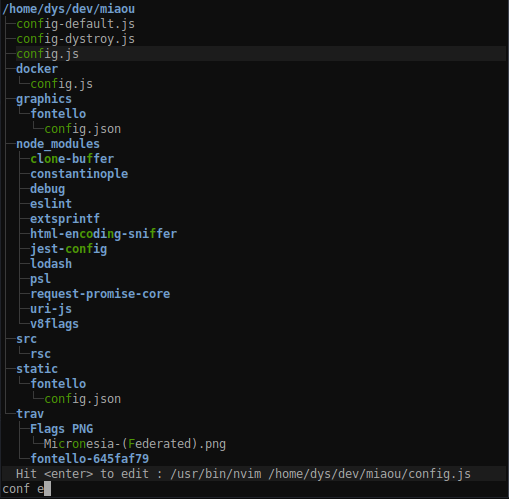 /home/dys/dev/miaou
config-default.js
config-dystroy.js
config.js
docker
config.js
graphics
fontello
config.json
node_modules
clone-buffer
constantinople
debug
eslint
extsprintf
html-encoding-sniffer
jest-config
lodash
psl
request-promise-core
uri-js
v8flags
src
rsc
static
fontello
config.json
trav
Flags PNG
Micronesia-(Federated).png
fontello-645faf79
Hit <enter> to edit : /usr/bin/nvim /home/dys/dev/miaou/config.js
conf e